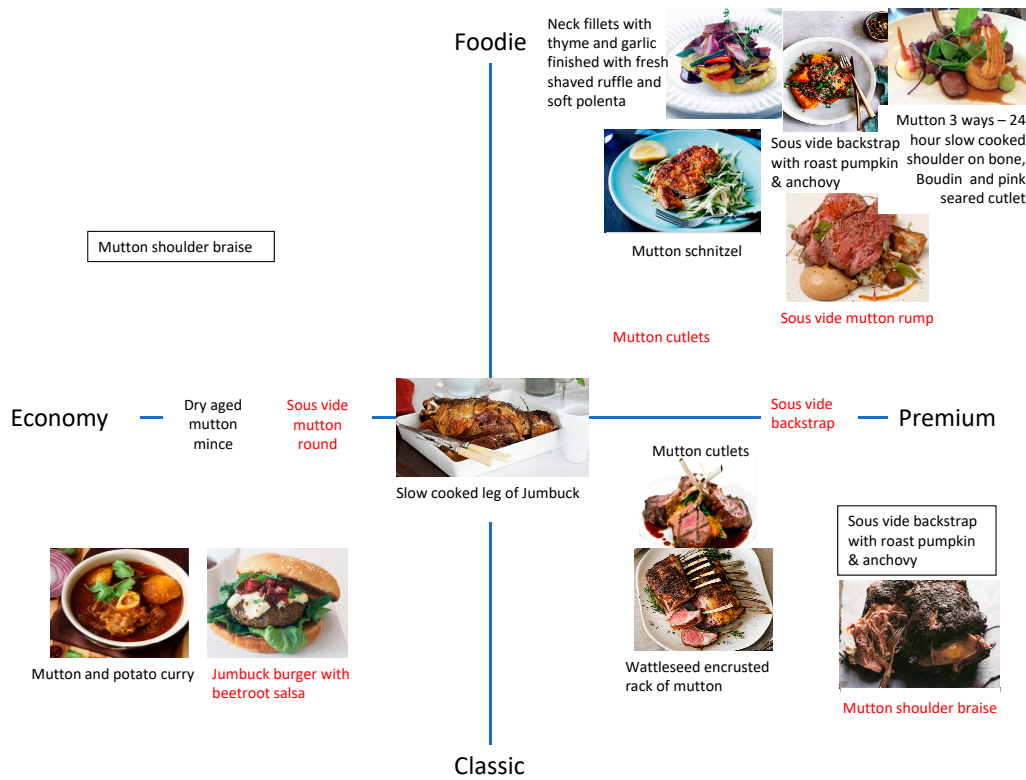 Foodie
Neck fillets with
thyme and garlic
finished with fresh
shaved ruffle and
soft polenta
Sous vide backstrap
with roast pumpkin
& anchovy
Mutton 3 ways – 24
hour slow cooked
shoulder on bone,
Boudin and pink
seared cutlet
Mutton schnitzel
Mutton shoulder braise
Sous vide mutton rump
Mutton cutlets
Economy
Dry aged
mutton
mince
Sous vide
mutton
round
Sous vide
backstrap
Premium
Slow cooked leg of Jumbuck
Mutton cutlets
Sous vide backstrap
with roast pumpkin
& anchovy
Mutton and potato curry
Jumbuck burger with
beetroot salsa
Wattleseed encrusted
rack of mutton
Mutton shoulder braise
Classic